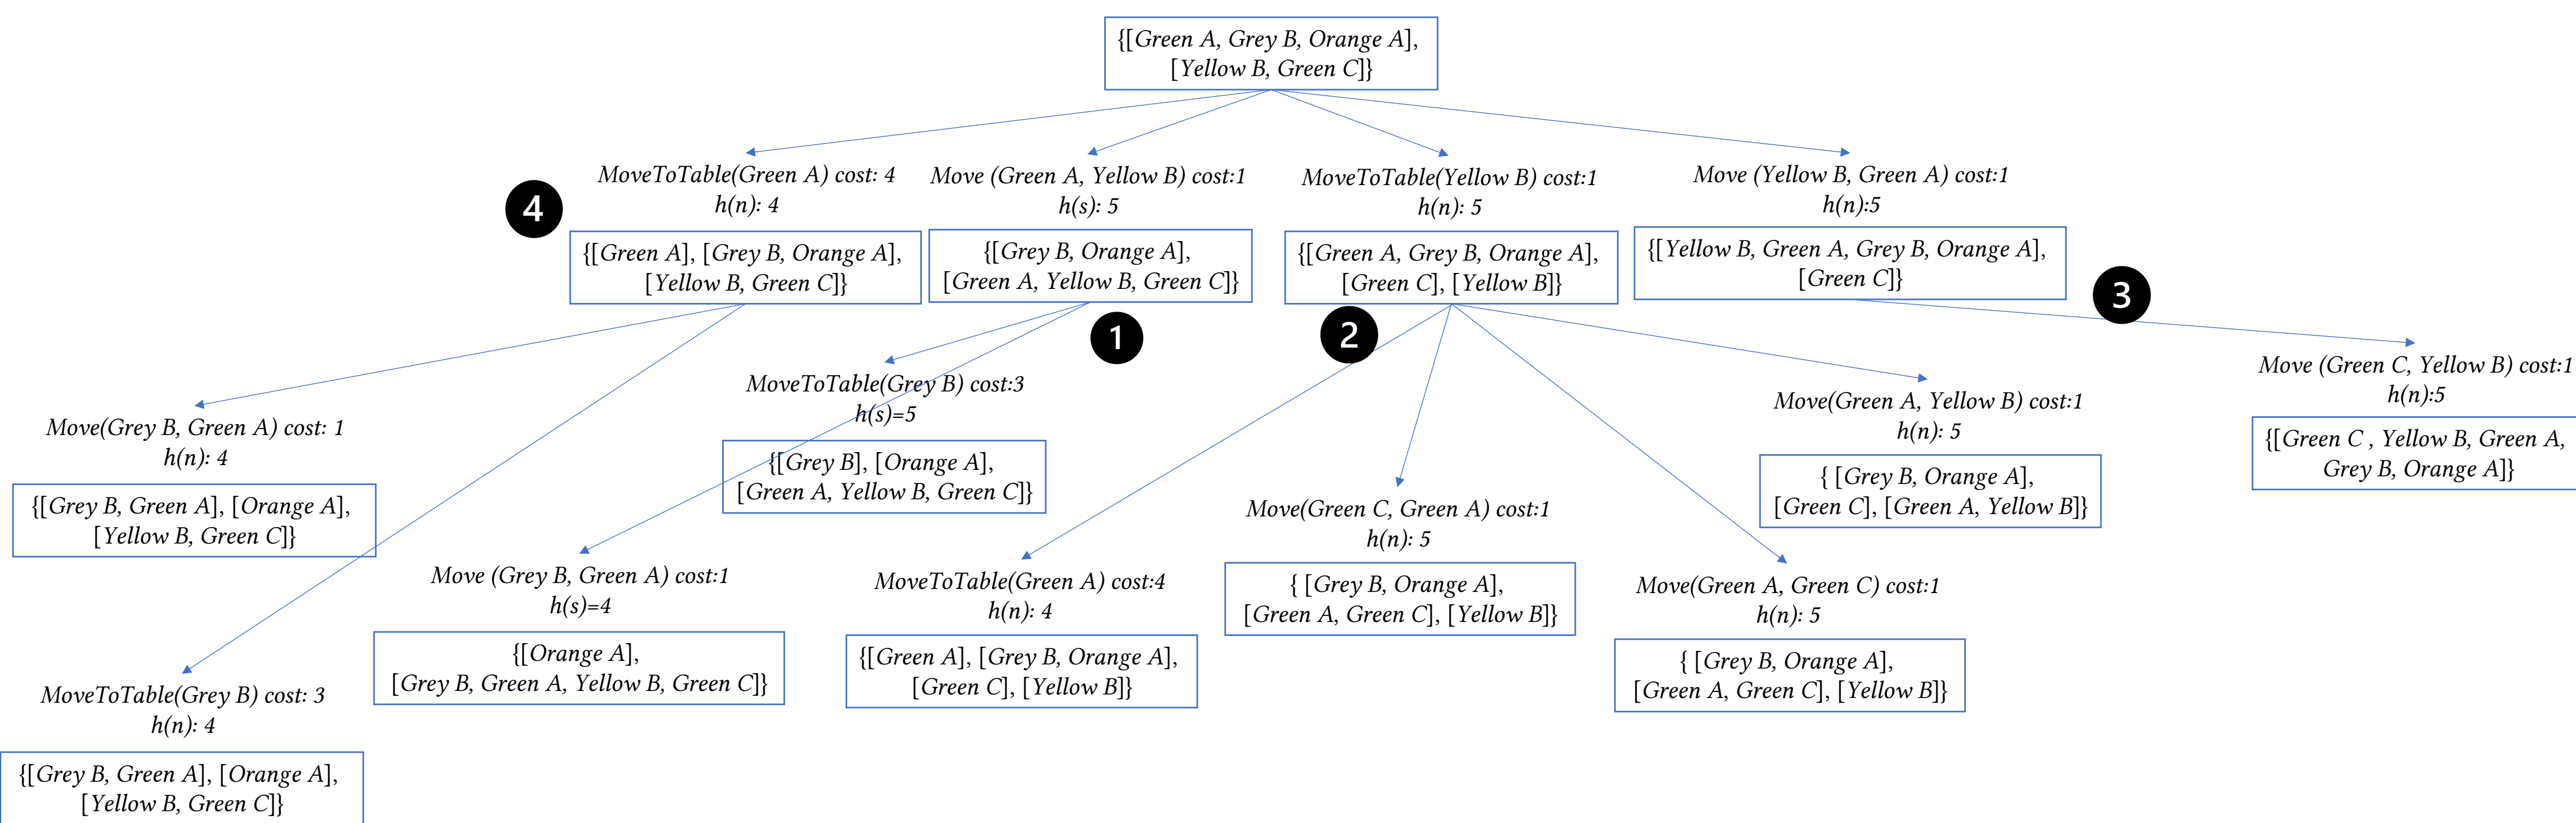 {[Green A, Grey B, Orange A],
[Yellow B, Green C]}
MoveToTable(Green A) cost: 4
h(n): 4
Move (Green A, Yellow B) cost:1
h(s): 5
MoveToTable(Yellow B) cost:1
h(n): 5
Move (Yellow B, Green A) cost:1
h(n):5
4
{[Green A], [Grey B, Orange A],
[Yellow B, Green C]}
{[Grey B, Orange A],
[Green A, Yellow B, Green C]}
{[Green A, Grey B, Orange A],
[Green C], [Yellow B]}
{[Yellow B, Green A, Grey B, Orange A],
[Green C]}
1
2
3
Move(Grey B, Green A) cost: 1
h(n): 4
{[Grey B, Green A], [Orange A],
[Yellow B, Green C]}
MoveToTable(Grey B) cost:3
h(s)=5
{[Grey B], [Orange A],
[Green A, Yellow B, Green C]}
Move(Green A, Yellow B) cost:1
h(n): 5
{ [Grey B, Orange A],
[Green C], [Green A, Yellow B]}
Move (Green C, Yellow B) cost:1
h(n):5
{[Green C , Yellow B, Green A,
Grey B, Orange A]}
MoveToTable(Grey B) cost: 3
h(n): 4
{[Grey B, Green A], [Orange A],
[Yellow B, Green C]}
Move (Grey B, Green A) cost:1
h(s)=4
{[Orange A],
[Grey B, Green A, Yellow B, Green C]}
MoveToTable(Green A) cost:4
h(n): 4
{[Green A], [Grey B, Orange A],
[Green C], [Yellow B]}
Move(Green C, Green A) cost:1
h(n): 5
{ [Grey B, Orange A],
[Green A, Green C], [Yellow B]}
Move(Green A, Green C) cost:1
h(n): 5
{ [Grey B, Orange A],
[Green A, Green C], [Yellow B]}